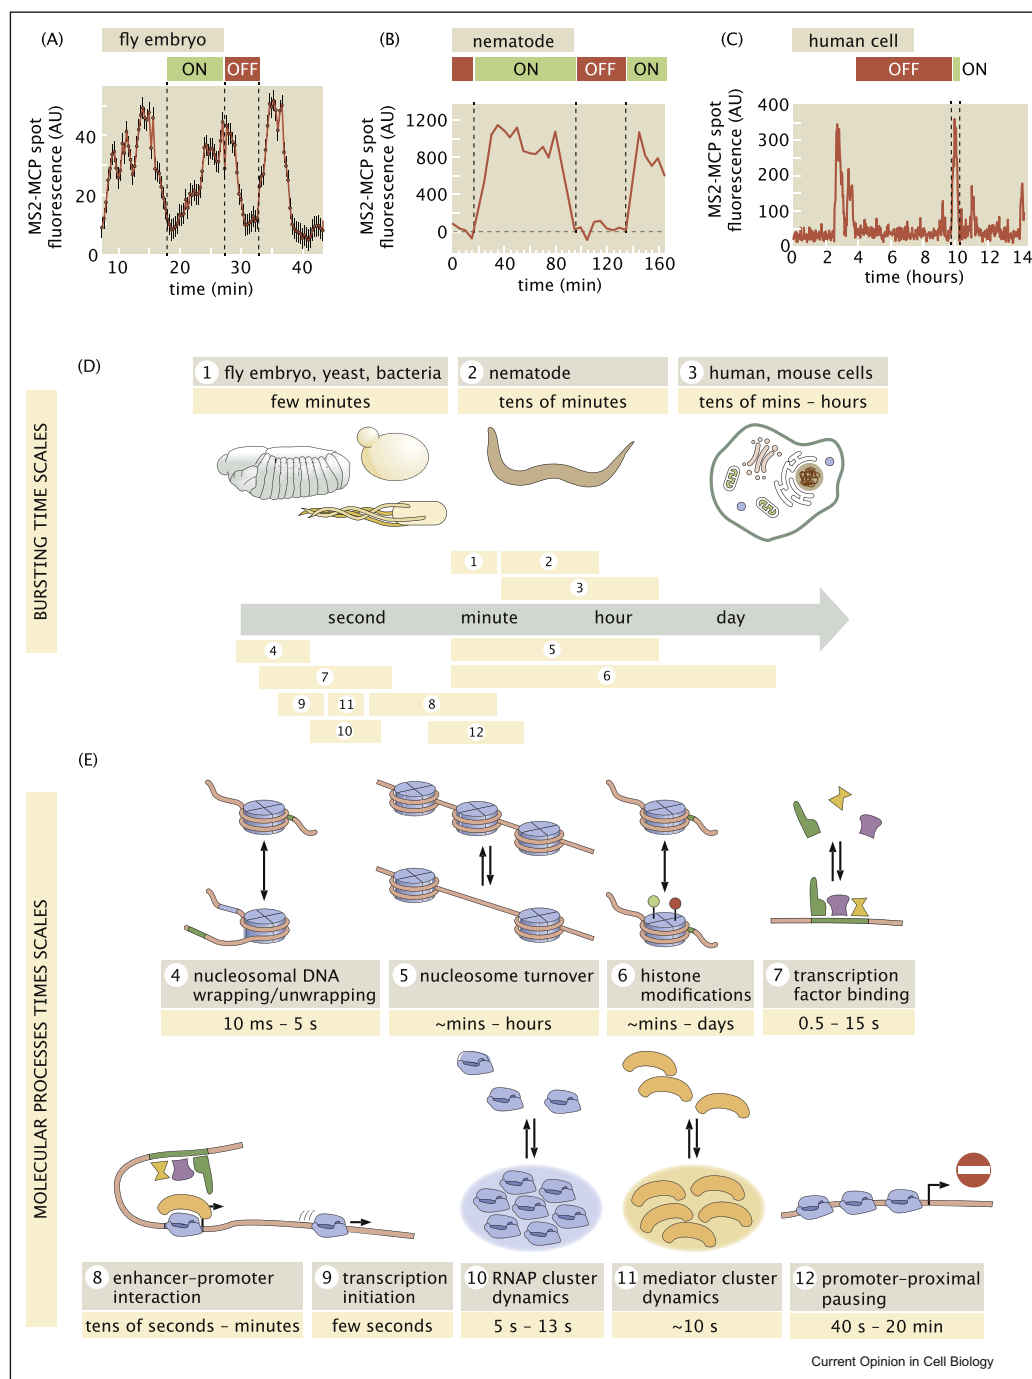 (A)
fly embryo
ON OFF
MS2-MCP spot
fluorescence (AU)
40
20
0
10 20 30 40
time (min)
(B)
nematode
ON OFF ON
MS2-MCP spot
fluorescence (AU)
1200
800
400
0
0 40 80 120 160
time (min)
(C)
human cell
OFF ON
MS2-MCP spot
fluorescence (AU)
400
300
200
100
0 2 4 6 8 10 12 14
time (hours)
(D)
BURSTING TIME SCALES
1 fly embryo, yeast, bacteria
few minutes
2 nematode
tens of minutes
3 human, mouse cells
tens of mins – hours
1 2
3
second minute hour day
4 5
7 6
9 11 8
10 12
(E)
MOLECULAR PROCESSES TIMES SCALES
4 nucleosomal DNA
wrapping/unwrapping
10 ms – 5 s
5 nucleosome turnover
~mins – hours
6 histone
modifications
~mins – days
7 transcription
factor binding
0.5 – 15 s
8 enhancer–promoter
interaction
tens of seconds – minutes
9 transcription
initiation
few seconds
10 RNAP cluster
dynamics
5 s – 13 s
11 mediator cluster
dynamics
~10 s
12 promoter–proximal
pausing
40 s – 20 min
Current Opinion in Cell Biology